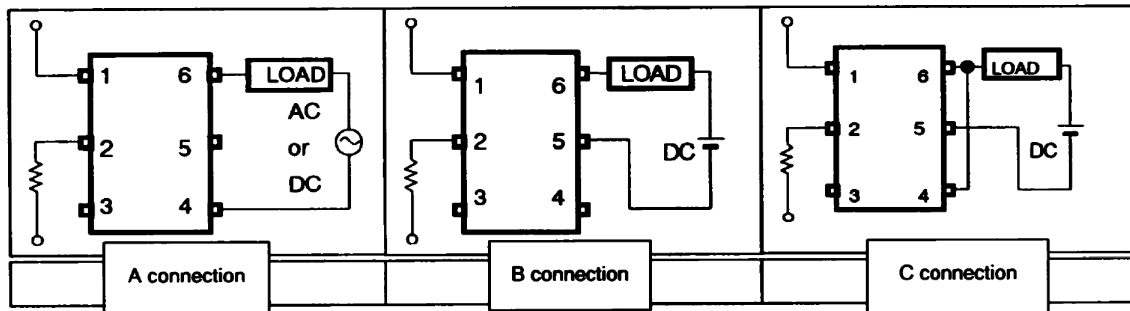 1 6 LOAD
AC
2 5 or
DC
3 4
A connection
1 6 LOAD
2 5 DC
3 4
B connection
1 6 LOAD
2 5 DC
3 4
C connection